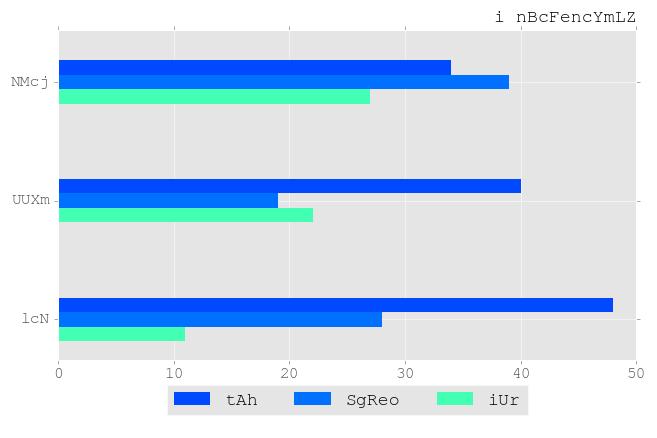 i nBcFencYmLZ
NMcj
UUXm
lcN
0 10 20 30 40 50
tAh SgReo iUr